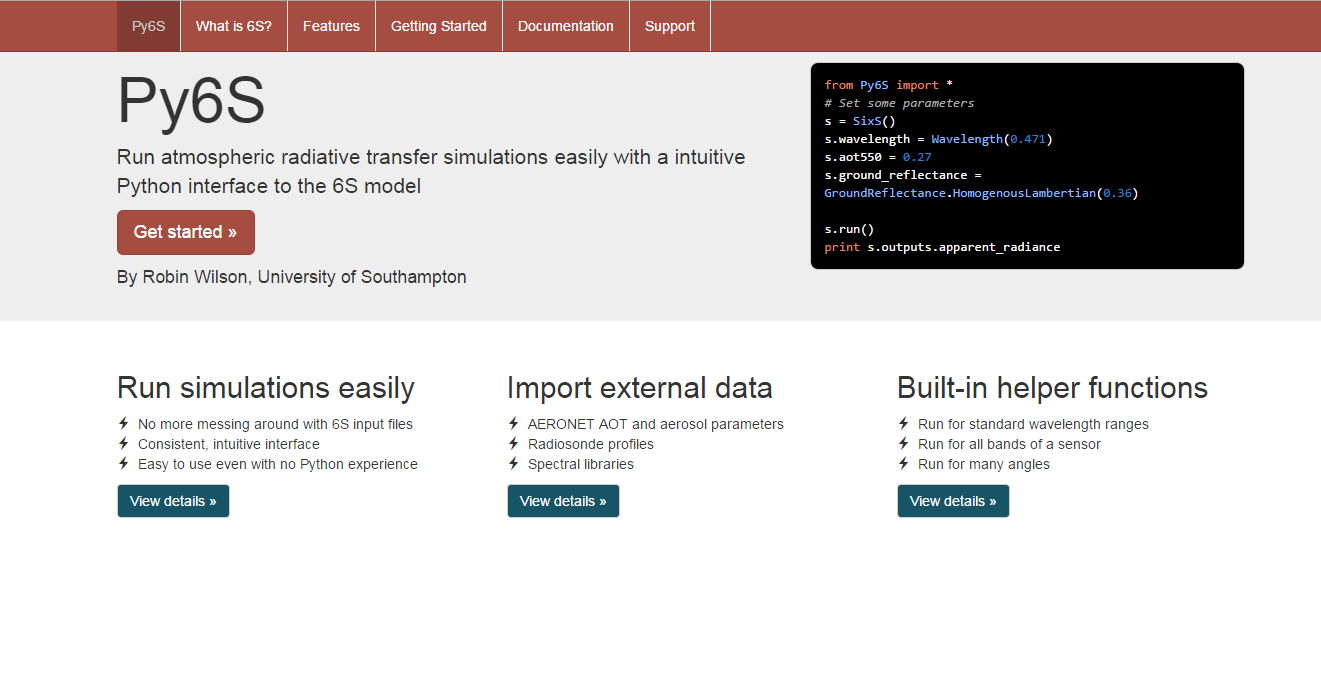 Py6S
What is 6S?
Features
Getting Started
Documentation
Support
Py6S
Run atmospheric radiative transfer simulations easily with a intuitive
Python interface to the 6S model
Get started »
By Robin Wilson, University of Southampton
from Py6S import *
# Set some parameters
s = SixS()
s.wavelength = Wavelength(0.471)
s.aot550 = 0.27
s.ground_reflectance =
GroundReflectance.HomogenousLambertian(0.36)
s.run()
print s.outputs.apparent_radiance
Run simulations easily
No more messing around with 6S input files
Consistent, intuitive interface
Easy to use even with no Python experience
View details »
Import external data
AERONET AOT and aerosol parameters
Radiosonde profiles
Spectral libraries
View details »
Built-in helper functions
Run for standard wavelength ranges
Run for all bands of a sensor
Run for many angles
View details »